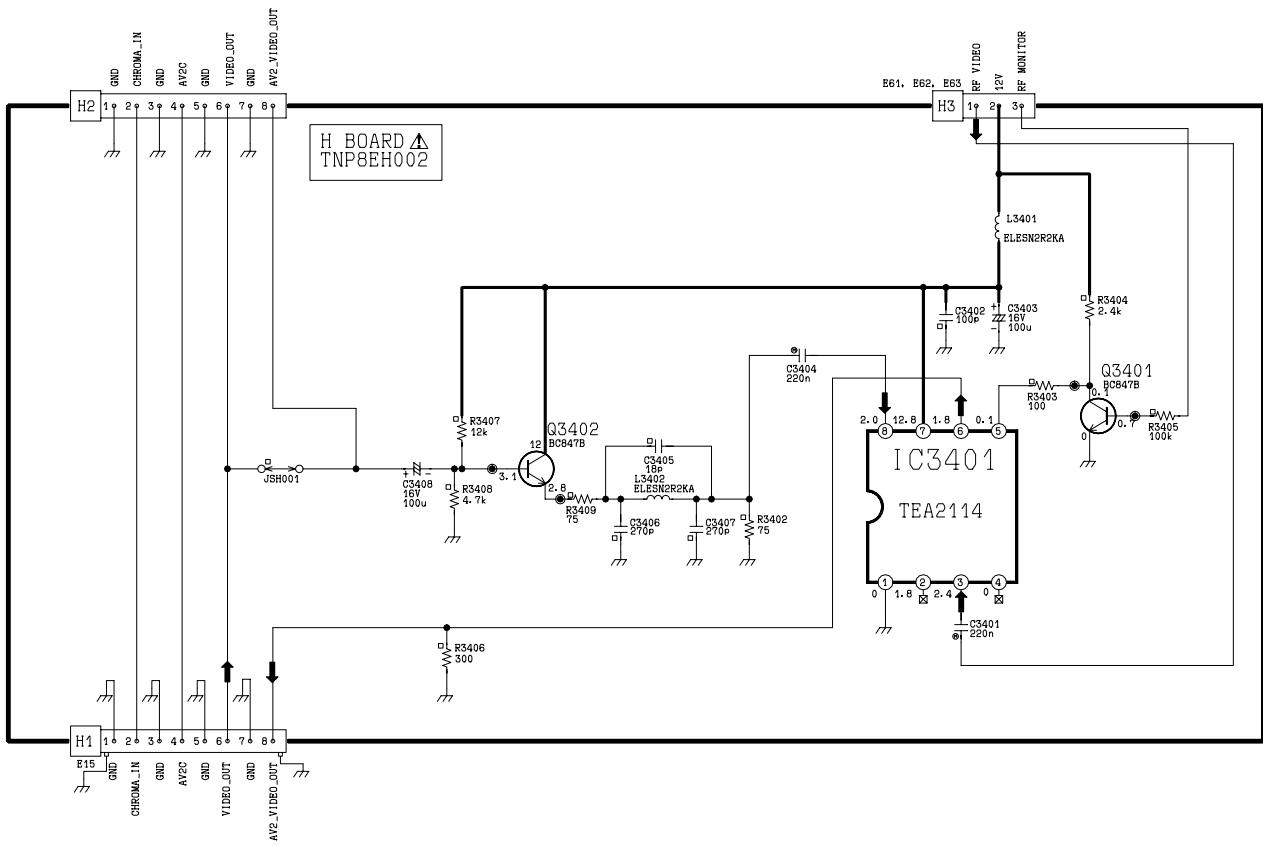 GND
CHROMA_IN
GND
AV2C
GND
VIDEO_OUT
GND
AV2_VIDEO_OUT
H2 1 2 3 4 5 6 7 8
E61, E62, E63
RF VIDEO
12V
RF MONITOR
H3 1 2 3
H BOARD
TNP8EH002
L3401
ELESN2R2KA
C3402
100p
+
C3403
16V
100u
-
R3404
2.4k
C3404
220n
Q3401
BC847B
0.1
0.7
0
R3403
100
R3405
100k
R3407
12k
Q3402
BC847B
12
3.1
2.8
JSH001
+ -
C3408
16V
100u
R3408
4.7k
R3409
75
C3405
18p
L3402
ELESN2R2KA
C3406
270p
C3407
270p
R3402
75
2.0 12.8 1.8 0.1
8 7 6 5
IC3401
TEA2114
1 2 3 4
0 1.8 2.4 0
C3401
220n
R3406
300
H1 1 2 3 4 5 6 7 8
E15
GND
CHROMA_IN
GND
AV2C
GND
VIDEO_OUT
GND
AV2_VIDEO_OUT